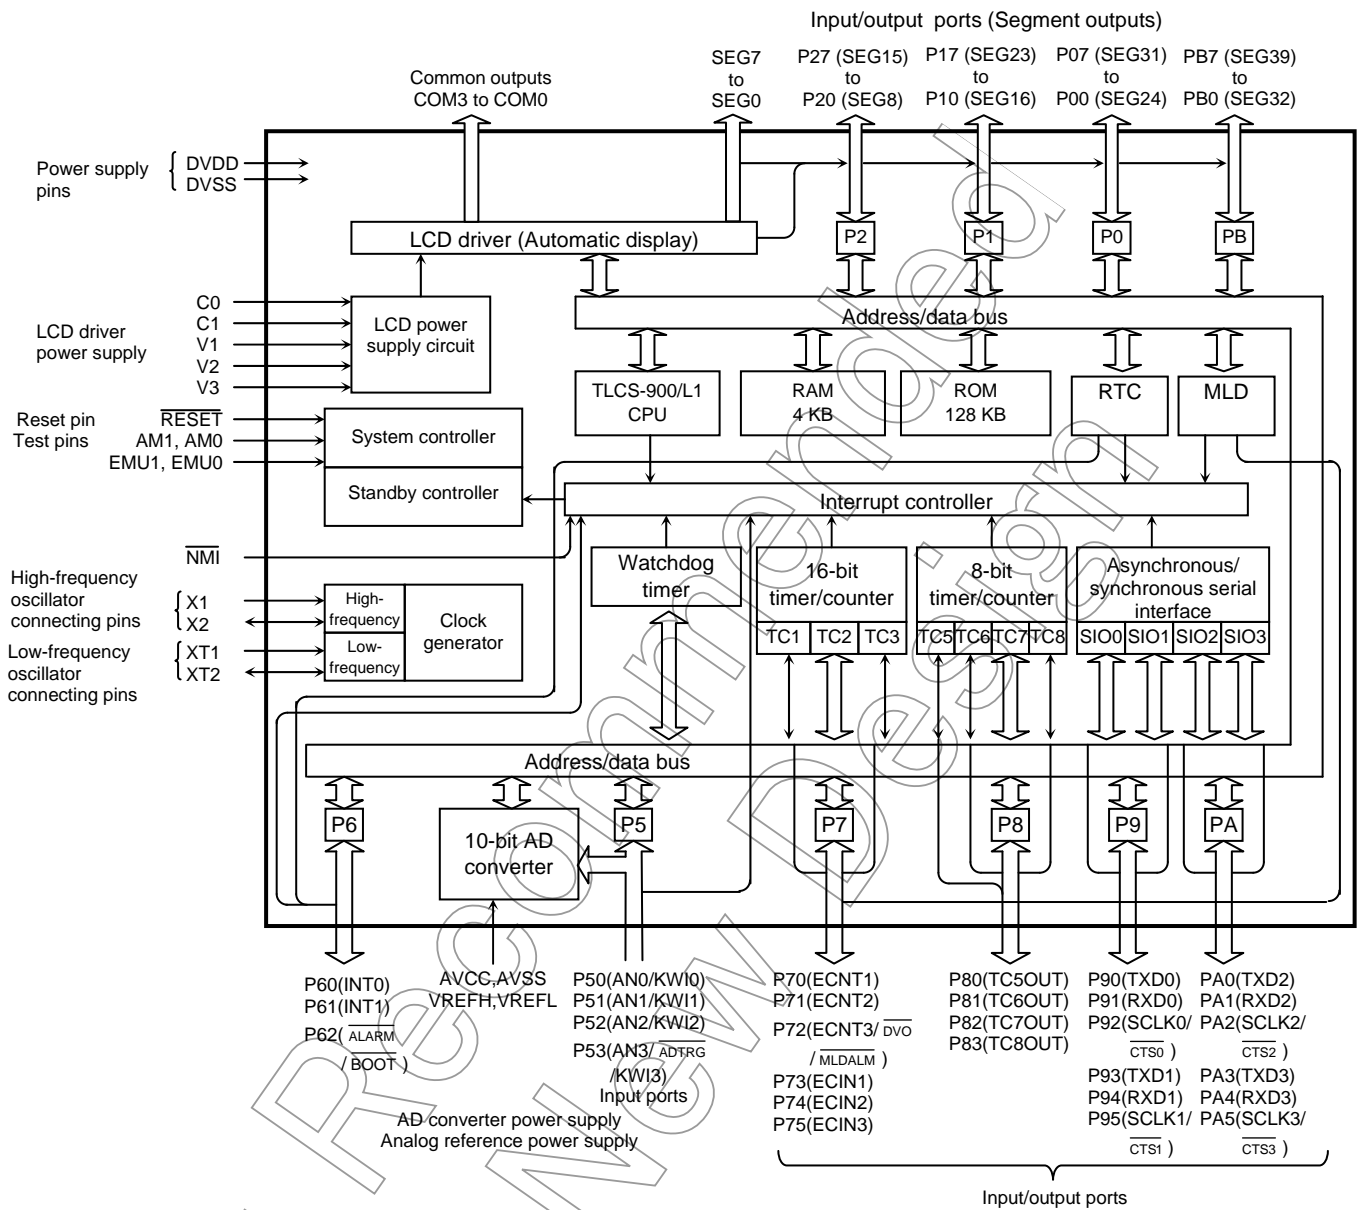 Input/output ports (Segment outputs)
Common outputs
COM3 to COM0
SEG7
to
SEG0
P27 (SEG15)
to
P20 (SEG8)
P17 (SEG23)
to
P10 (SEG16)
P07 (SEG31)
to
P00 (SEG24)
PB7 (SEG39)
to
PB0 (SEG32)
Power supply
pins
{ DVDD
DVSS
LCD driver (Automatic display)
P2
P1
P0
PB
LCD driver
power supply
C0
C1
V1
V2
V3
LCD power
supply circuit
Address/data bus
TLCS-900/L1
CPU
RAM
4 KB
ROM
128 KB
RTC
MLD
Reset pin
Test pins
RESET
AM1, AM0
EMU1, EMU0
System controller
Standby controller
Interrupt controller
NMI
High-frequency
oscillator
connecting pins
{ X1
X2
Low-frequency
oscillator
connecting pins
{ XT1
XT2
High-
frequency
Low-
frequency
Clock
generator
Watchdog
timer
16-bit
timer/counter
TC1 TC2 TC3
8-bit
timer/counter
TC5 TC6 TC7 TC8
Asynchronous/
synchronous serial
interface
SIO0 SIO1 SIO2 SIO3
Address/data bus
P6
10-bit AD
converter
P5
P7
P8
P9
PA
P60(INT0)
P61(INT1)
P62( ALARM
/ BOOT )
AVCC,AVSS
VREFH,VREFL
P50(AN0/KWI0)
P51(AN1/KWI1)
P52(AN2/KWI2)
P53(AN3/ ADTRG
/KWI3)
Input ports
AD converter power supply
Analog reference power supply
P70(ECNT1)
P71(ECNT2)
P72(ECNT3/ DVO
/ MLDALM )
P73(ECIN1)
P74(ECIN2)
P75(ECIN3)
P80(TC5OUT)
P81(TC6OUT)
P82(TC7OUT)
P83(TC8OUT)
P90(TXD0)
P91(RXD0)
P92(SCLK0/
CTS0 )
P93(TXD1)
P94(RXD1)
P95(SCLK1/
CTS1 )
PA0(TXD2)
PA1(RXD2)
PA2(SCLK2/
CTS2 )
PA3(TXD3)
PA4(RXD3)
PA5(SCLK3/
CTS3 )
Input/output ports
Recommended
New Design